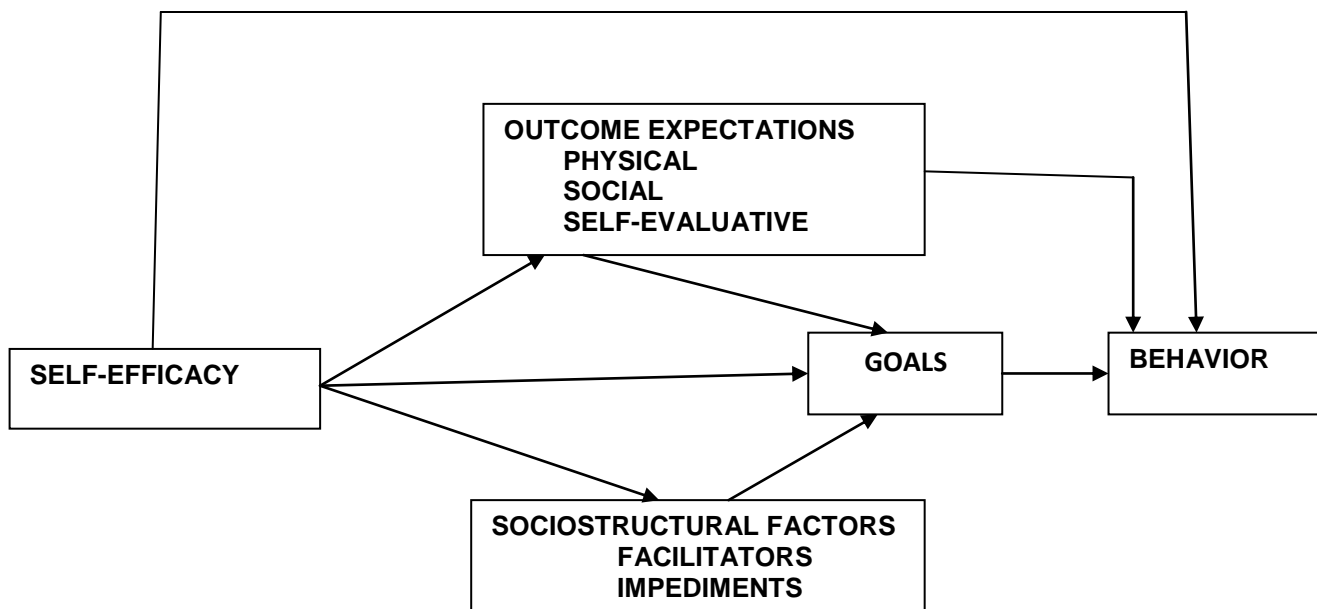 OUTCOME EXPECTATIONS
PHYSICAL
SOCIAL
SELF-EVALUATIVE
SELF-EFFICACY
GOALS
BEHAVIOR
SOCIOSTRUCTURAL FACTORS
FACILITATORS
IMPEDIMENTS